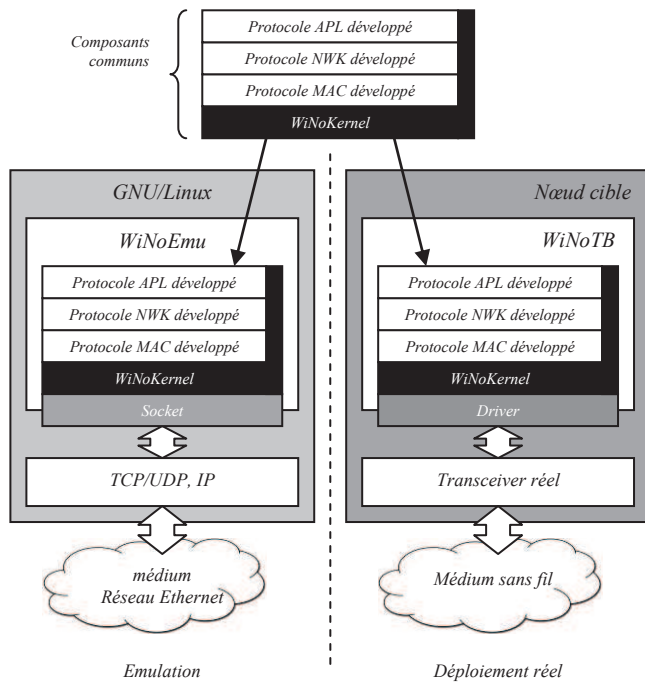 Composants
communs
Protocole APL développé
Protocole NWK développé
Protocole MAC développé
WiNoKernel
GNU/Linux
WiNoEmu
Protocole APL développé
Protocole NWK développé
Protocole MAC développé
WiNoKernel
Socket
TCP/UDP, IP
médium
Réseau Ethernet
Emulation
Nœud cible
WiNoTB
Protocole APL développé
Protocole NWK développé
Protocole MAC développé
WiNoKernel
Driver
Transceiver réel
Médium sans fil
Déploiement réel